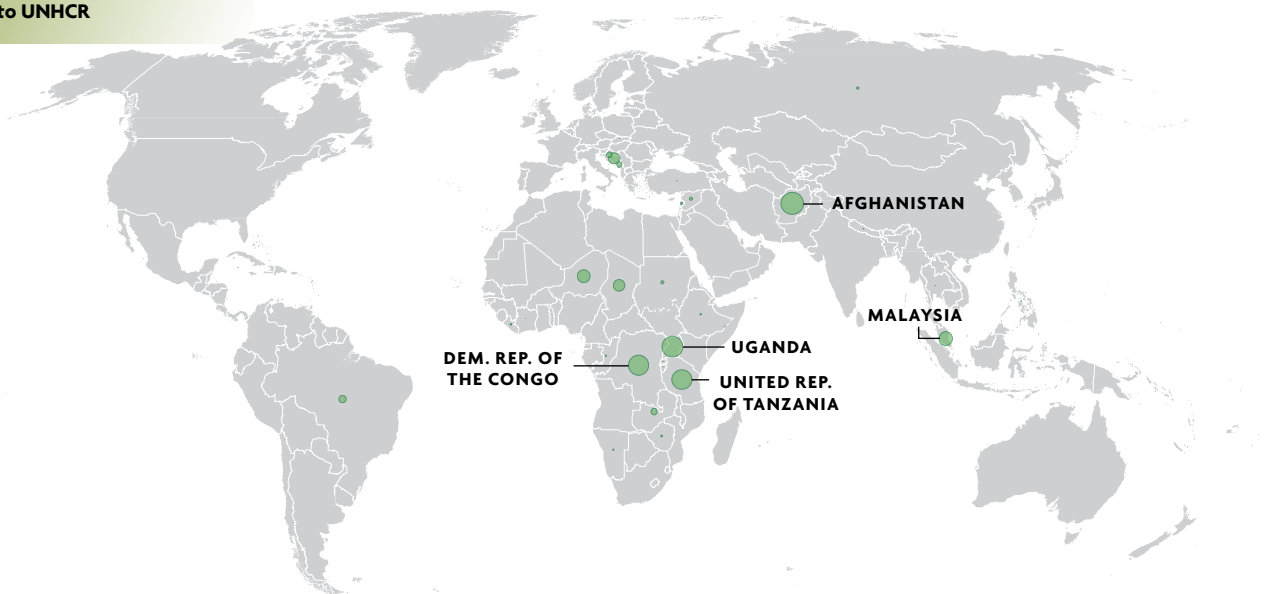 to UNHCR
AFGHANISTAN
MALAYSIA
UGANDA
DEM. REP. OF
THE CONGO
UNITED REP.
OF TANZANIA